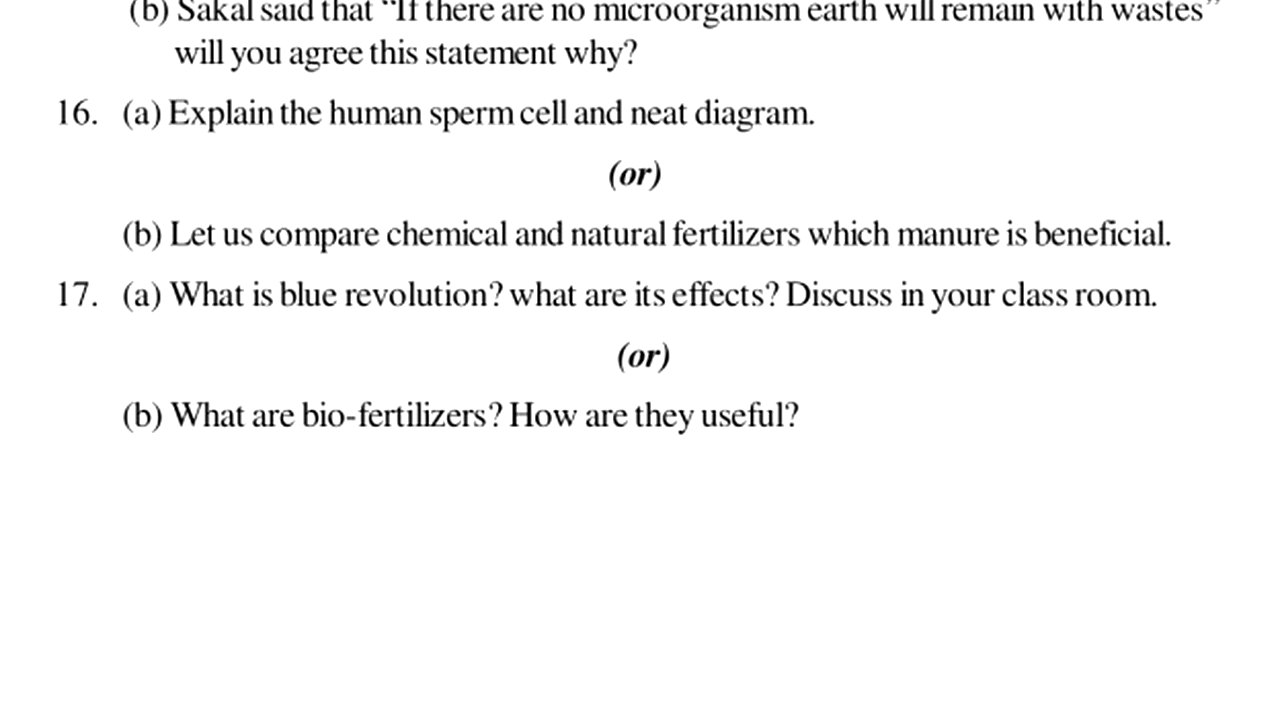 (b) Sakal said that "If there are no microorganism earth will remain with wastes"
will you agree this statement why?
16. (a) Explain the human sperm cell and neat diagram.
(or)
(b) Let us compare chemical and natural fertilizers which manure is beneficial.
17. (a) What is blue revolution? what are its effects? Discuss in your class room.
(or)
(b) What are bio-fertilizers? How are they useful?